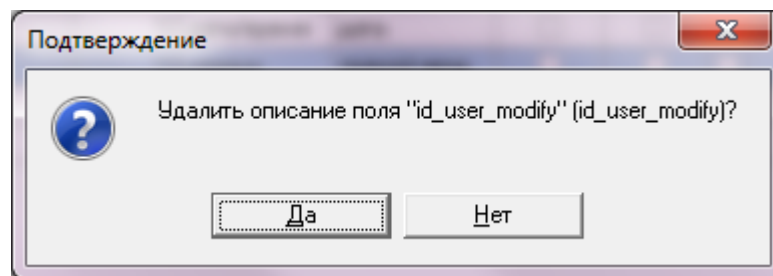 Подтверждение
Удалить описание поля "id_user_modify" (id_user_modify)?
Да
Нет